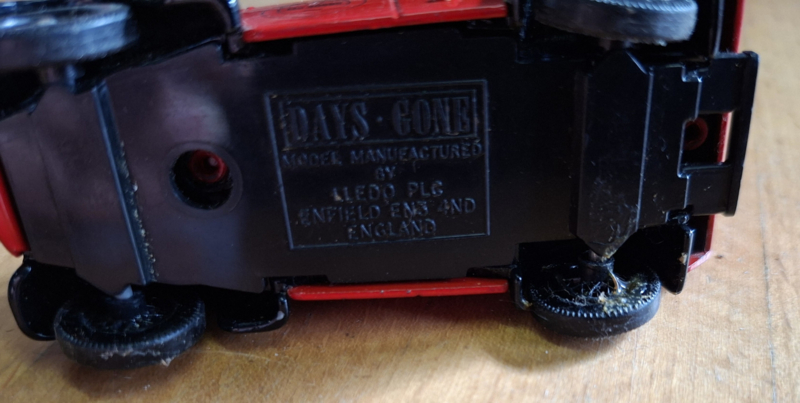 DAYS · GONE
MODEL MANUFACTURED
BY
LLEDO PLC
ENFIELD EN3 4ND
ENGLAND